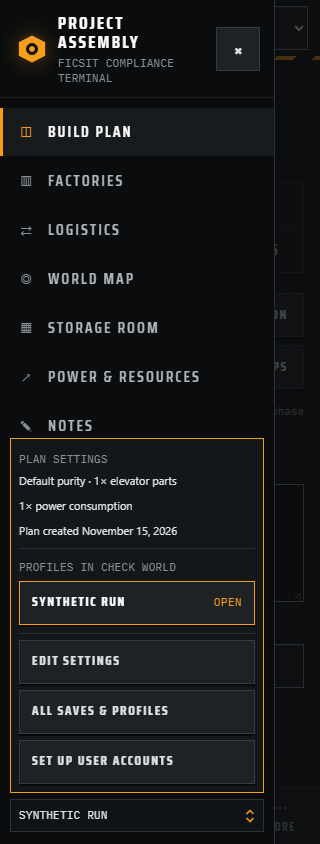 PROJECT
ASSEMBLY
FICSIT COMPLIANCE
TERMINAL
BUILD PLAN
FACTORIES
LOGISTICS
WORLD MAP
STORAGE ROOM
POWER & RESOURCES
NOTES
PLAN SETTINGS
Default purity · 1× elevator parts
1× power consumption
Plan created November 15, 2026
PROFILES IN CHECK WORLD
SYNTHETIC RUN OPEN
EDIT SETTINGS
ALL SAVES & PROFILES
SET UP USER ACCOUNTS
SYNTHETIC RUN
phase